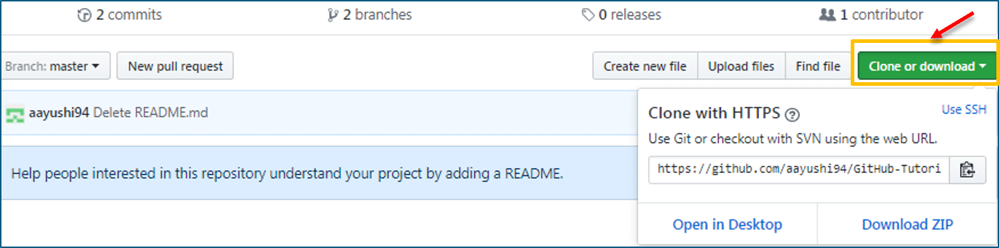 2 commits
2 branches
0 releases
1 contributor
Branch: master
New pull request
Create new file
Upload files
Find file
Clone or download
aayushi94 Delete README.md
Clone with HTTPS ?
Use SSH
Use Git or checkout with SVN using the web URL.
https://github.com/aayushi94/GitHub-Tutori
Help people interested in this repository understand your project by adding a README.
Open in Desktop
Download ZIP